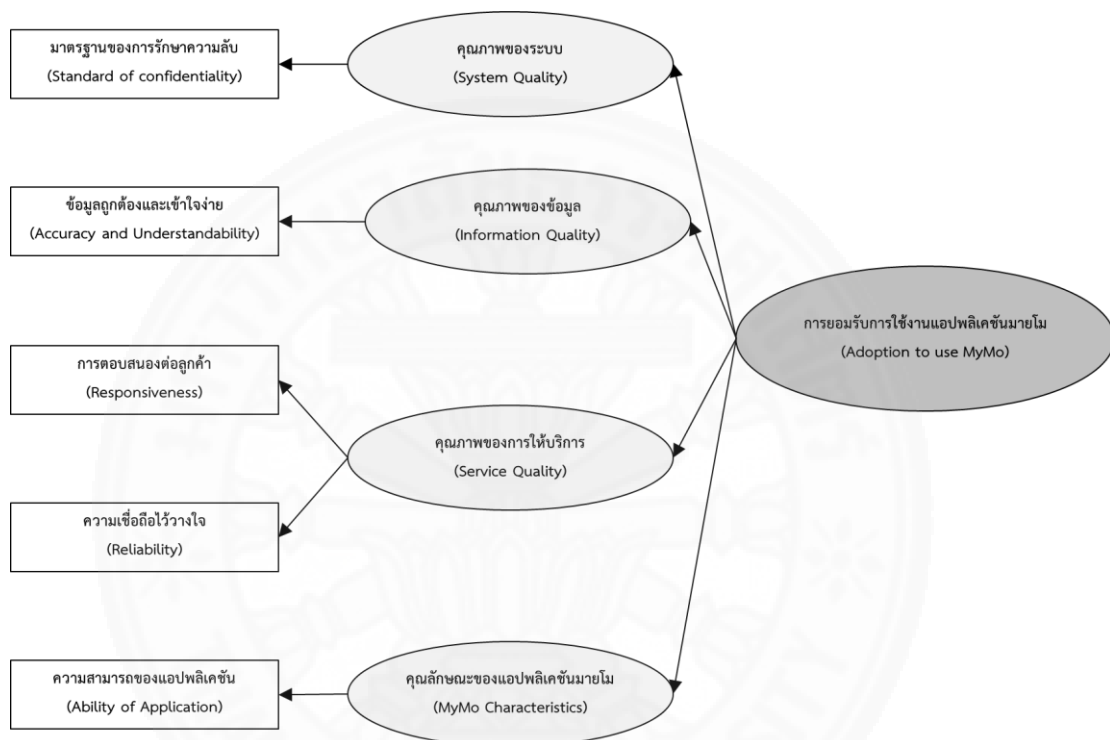 มาตรฐานของการรักษาความลับ
(Standard of confidentiality)
คุณภาพของระบบ
(System Quality)
ข้อมูลถูกต้องและเข้าใจง่าย
(Accuracy and Understandability)
คุณภาพของข้อมูล
(Information Quality)
การยอมรับการใช้งานแอปพลิเคชันมายโม
(Adoption to use MyMo)
การตอบสนองต่อลูกค้า
(Responsiveness)
คุณภาพของการให้บริการ
(Service Quality)
ความเชื่อถือไว้วางใจ
(Reliability)
ความสามารถของแอปพลิเคชัน
(Ability of Application)
คุณลักษณะของแอปพลิเคชันมายโม
(MyMo Characteristics)